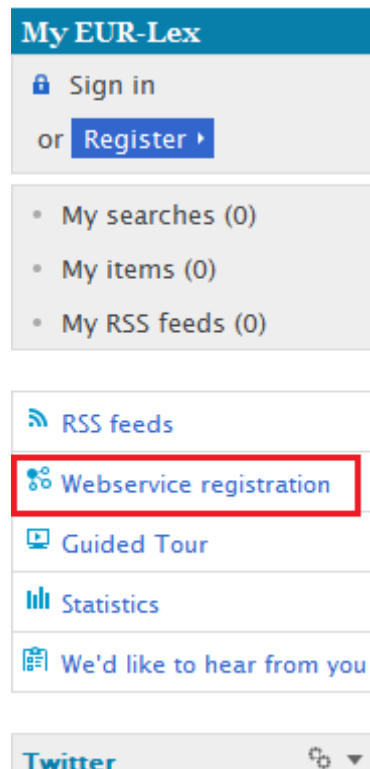 My EUR-Lex
Sign in
or Register
My searches (0)
My items (0)
My RSS feeds (0)
RSS feeds
Webservice registration
Guided Tour
Statistics
We'd like to hear from you
Twitter